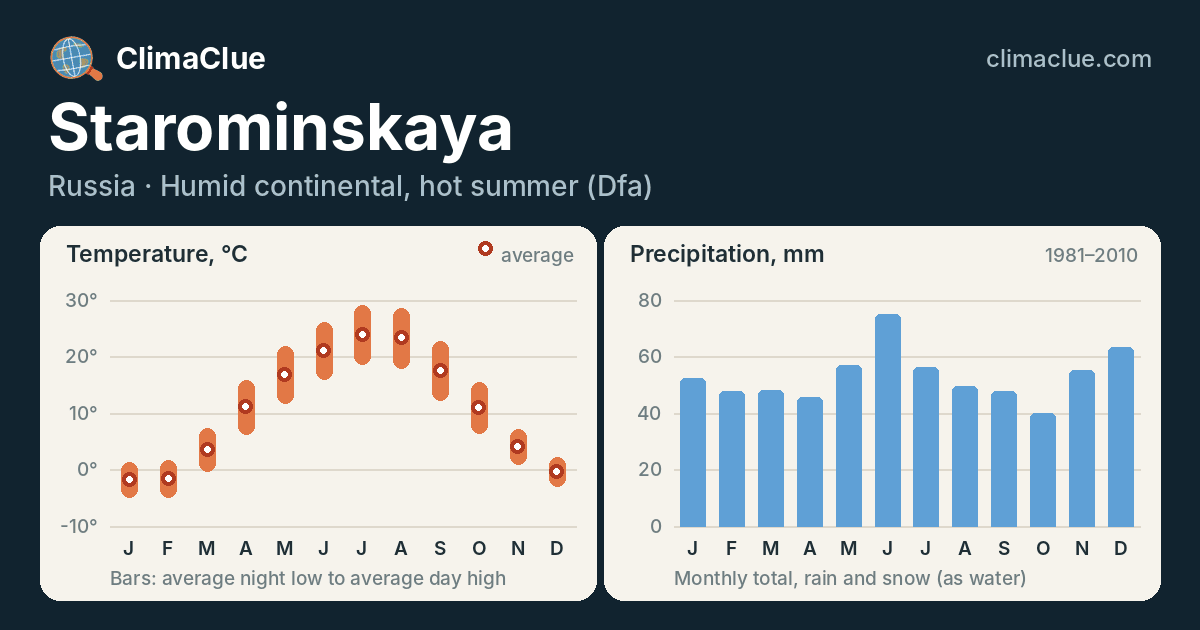 ClimaClue
climaclue.com
Starominskaya
Russia · Humid continental, hot summer (Dfa)
Temperature, °C
average
30°
20°
10°
0°
-10°
J F M A M J J A S O N D
Bars: average night low to average day high
Precipitation, mm
1981–2010
80
60
40
20
0
J F M A M J J A S O N D
Monthly total, rain and snow (as water)